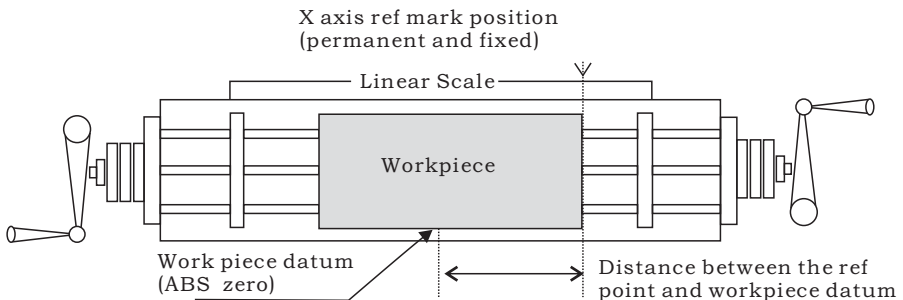 X axis ref mark position
(permanent and fixed)
Linear Scale
Workpiece
Work piece datum
(ABS zero)
Distance between the ref
point and workpiece datum